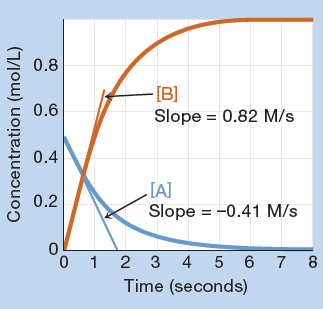 Concentration (mol/L)
0.8
0.6
0.4
0.2
0
[B]
Slope = 0.82 M/s
[A]
Slope = −0.41 M/s
0 1 2 3 4 5 6 7 8
Time (seconds)